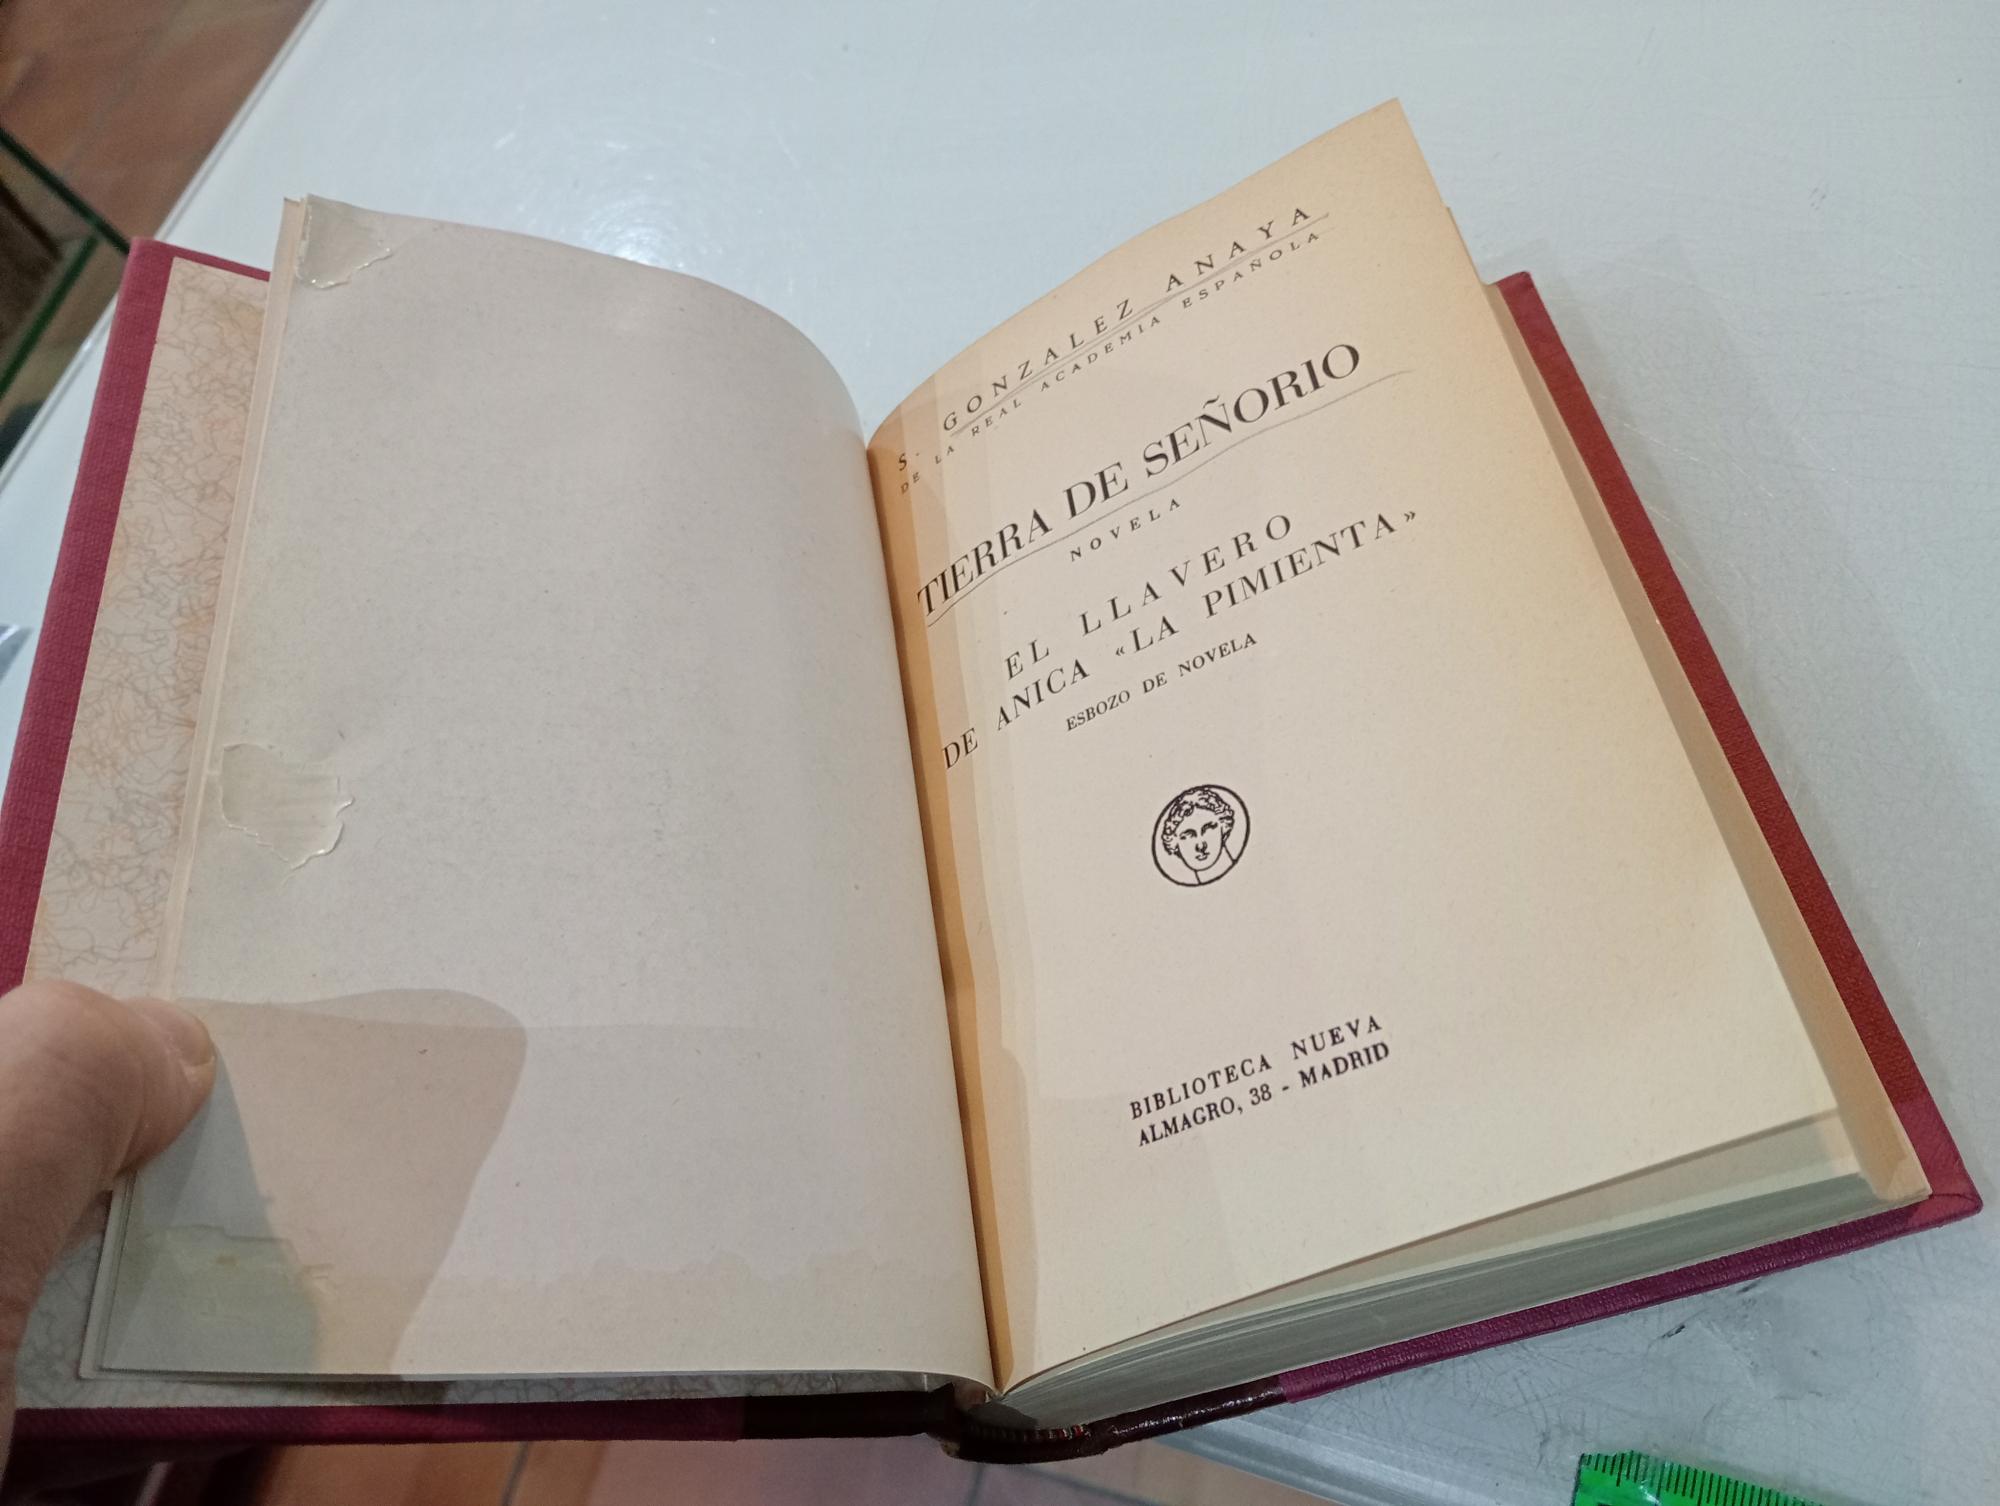 S. GONZALEZ ANAYA
DE LA REAL ACADEMIA ESPAÑOLA
TIERRA DE SEÑORIO
NOVELA
EL LLAVERO
DE ANICA «LA PIMIENTA»
ESBOZO DE NOVELA
BIBLIOTECA NUEVA
ALMAGRO, 38 - MADRID